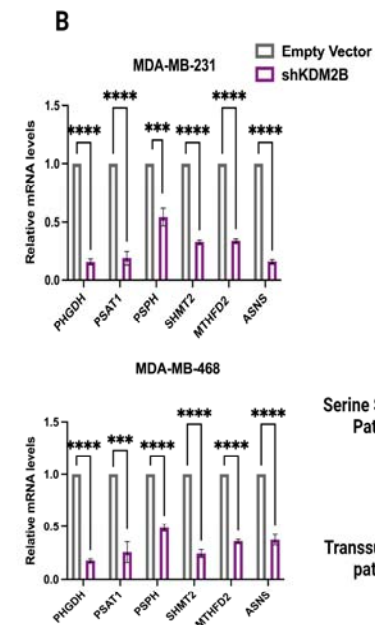 B
Empty Vector
shKDM2B
MDA-MB-231
Relative mRNA levels
1.5
1.0
0.5
0.0
**** **** *** **** **** ****
PHGDH PSAT1 PSPH SHMT2 MTHFD2 ASNS
MDA-MB-468
Relative mRNA levels
1.5
1.0
0.5
0.0
**** *** **** **** **** ****
PHGDH PSAT1 PSPH SHMT2 MTHFD2 ASNS
Serine S
Pat
Transsu
pat